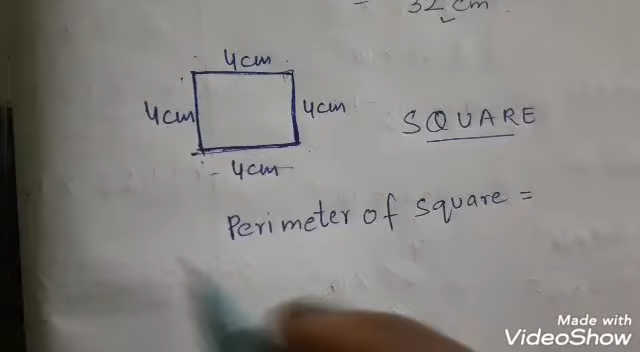 = 32 cm.
4cm
4cm
4cm
SQUARE
4cm
Perimeter of square =
Made with
VideoShow